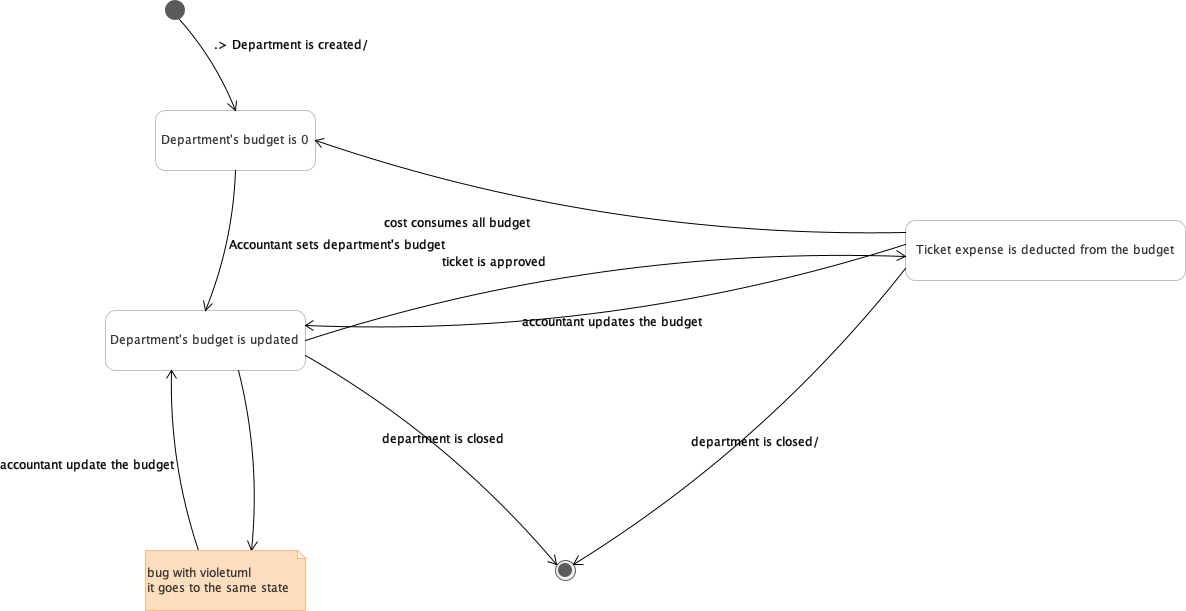 .> Department is created/
Department's budget is 0
cost consumes all budget
Accountant sets department's budget
Ticket expense is deducted from the budget
ticket is approved
accountant updates the budget
Department's budget is updated
department is closed
department is closed/
accountant update the budget
bug with violetuml
it goes to the same state